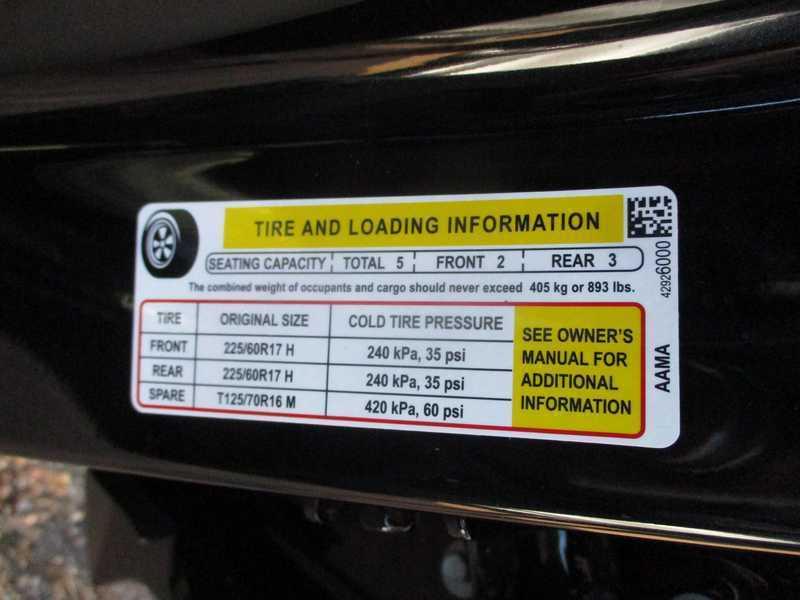 TIRE AND LOADING INFORMATION
SEATING CAPACITY TOTAL 5 FRONT 2 REAR 3
The combined weight of occupants and cargo should never exceed 405 kg or 893 lbs.
TIRE ORIGINAL SIZE COLD TIRE PRESSURE
FRONT 225/60R17 H 240 kPa, 35 psi
REAR 225/60R17 H 240 kPa, 35 psi
SPARE T125/70R16 M 420 kPa, 60 psi
SEE OWNER'S
MANUAL FOR
ADDITIONAL
INFORMATION
42926000
AAMA